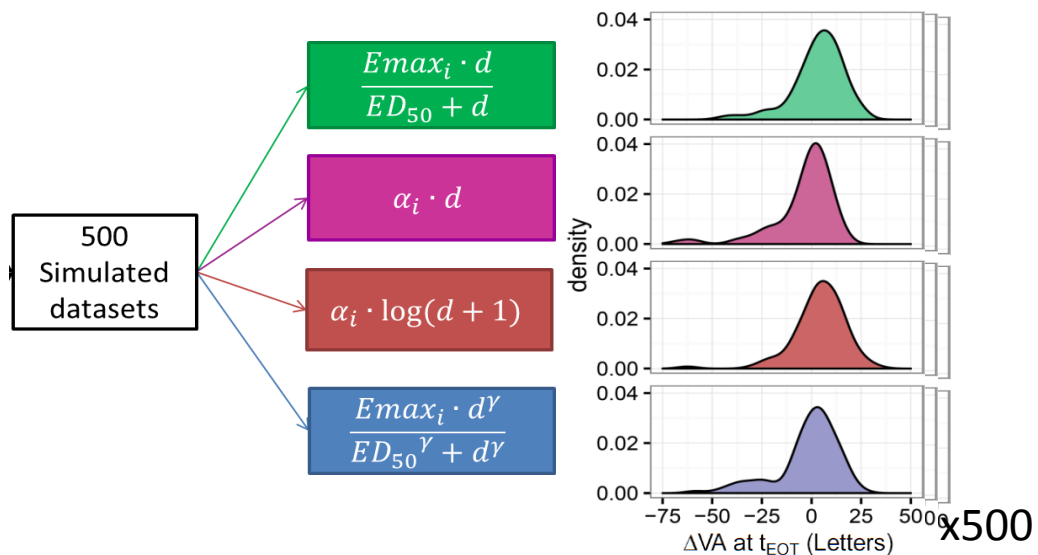 500
Simulated
datasets
Emax_i · d
ED_50 + d
α_i · d
α_i · log(d + 1)
Emax_i · d^γ
ED_50^γ + d^γ
density
0.04
0.02
0.00
0.04
0.02
0.00
0.04
0.02
0.00
0.04
0.02
0.00
−75 −50 −25 0 25 50
x500
ΔVA at t_EOT (Letters)